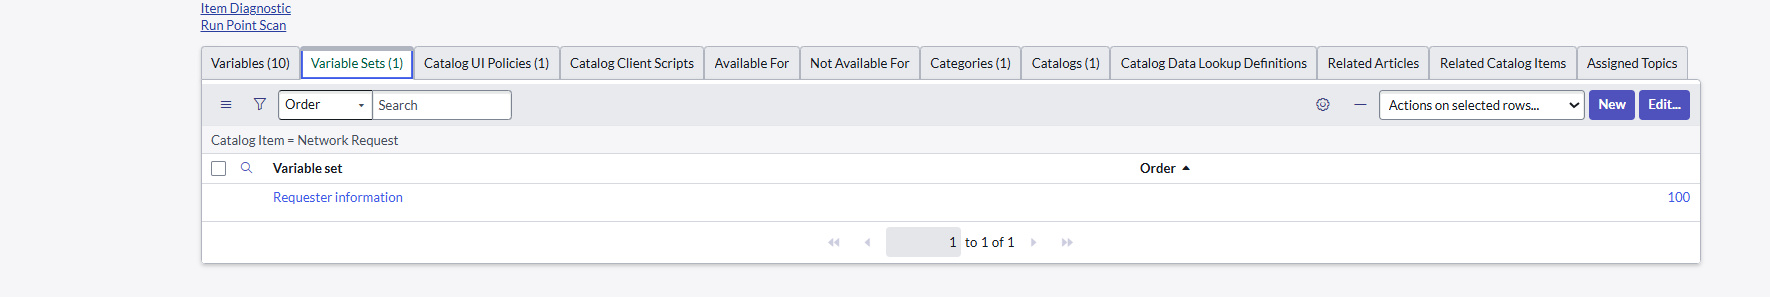 Item Diagnostic
Run Point Scan
Variables (10) Variable Sets (1) Catalog UI Policies (1) Catalog Client Scripts Available For Not Available For Categories (1) Catalogs (1) Catalog Data Lookup Definitions Related Articles Related Catalog Items Assigned Topics
Order Search Actions on selected rows... New Edit...
Catalog Item = Network Request
Variable set Order
Requester information 100
1 to 1 of 1